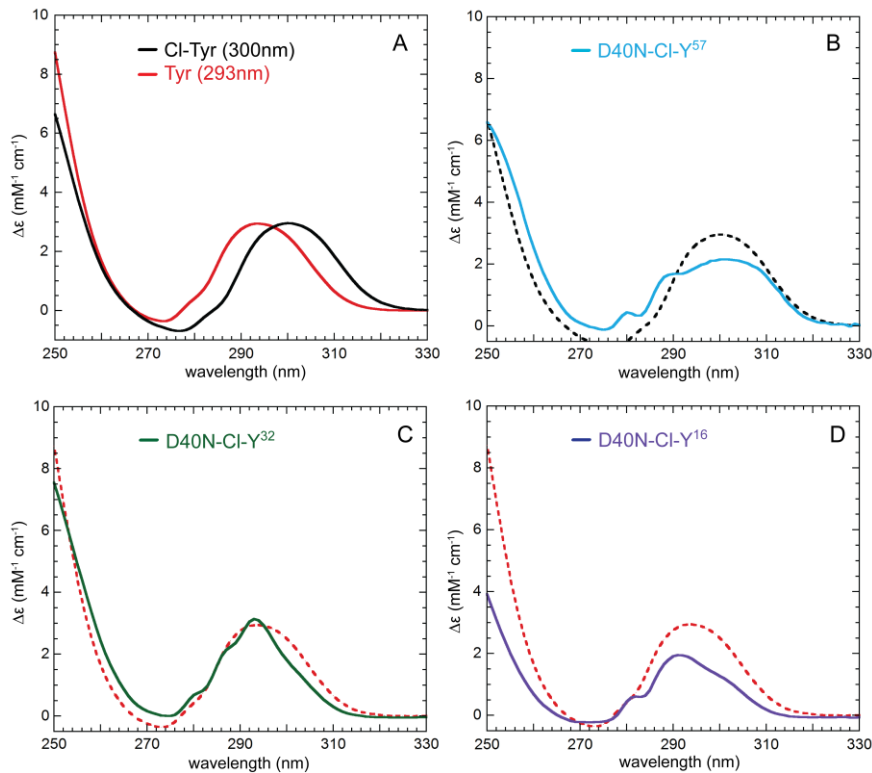 A
Cl-Tyr (300nm)
Tyr (293nm)
10
8
6
4
2
0
Δε (mM⁻¹ cm⁻¹)
250 270 290 310 330
wavelength (nm)
B
D40N-Cl-Y⁵⁷
10
8
6
4
2
0
Δε (mM⁻¹ cm⁻¹)
250 270 290 310 330
wavelength (nm)
C
D40N-Cl-Y³²
10
8
6
4
2
0
Δε (mM⁻¹ cm⁻¹)
250 270 290 310 330
wavelength (nm)
D
D40N-Cl-Y¹⁶
10
8
6
4
2
0
Δε (mM⁻¹ cm⁻¹)
250 270 290 310 330
wavelength (nm)